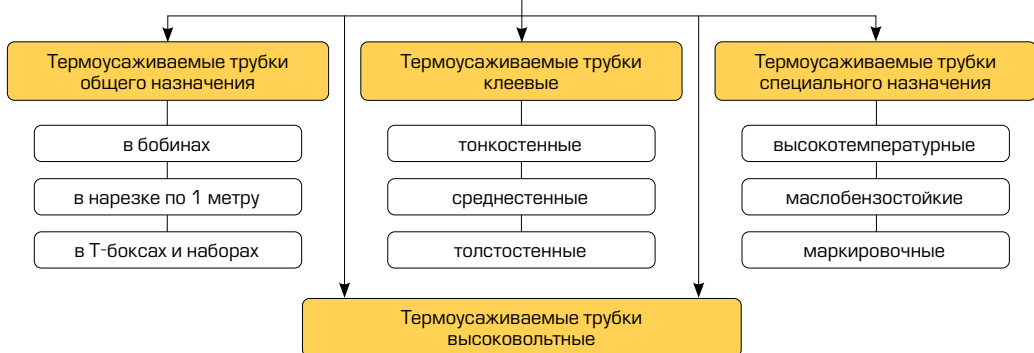 Термоусаживаемые трубки
общего назначения
в бобинах
в нарезке по 1 метру
в Т-боксах и наборах
Термоусаживаемые трубки
клеевые
тонкостенные
среднестенные
толстостенные
Термоусаживаемые трубки
специального назначения
высокотемпературные
маслобензостойкие
маркировочные
Термоусаживаемые трубки
высоковольтные